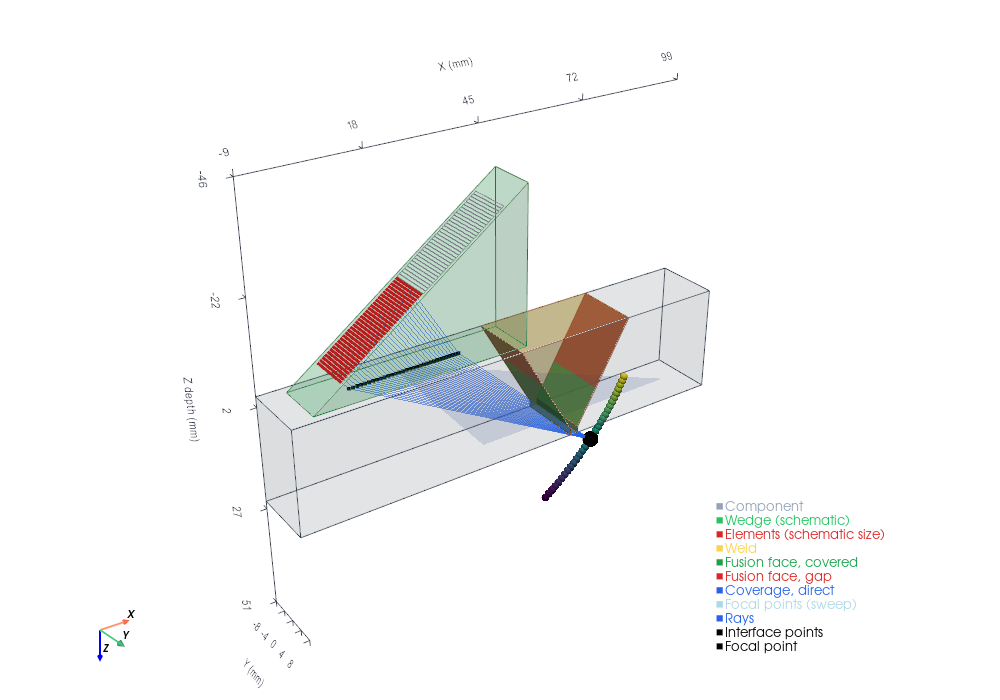 X (mm)
99
72
45
18
-9
-46
-22
Z depth (mm)
2
27
51
-8
-4
0
4
8
Y (mm)
Component
Wedge (schematic)
Elements (schematic size)
Weld
Fusion face, covered
Fusion face, gap
Coverage, direct
Focal points (sweep)
Rays
Interface points
Focal point
X
Y
Z